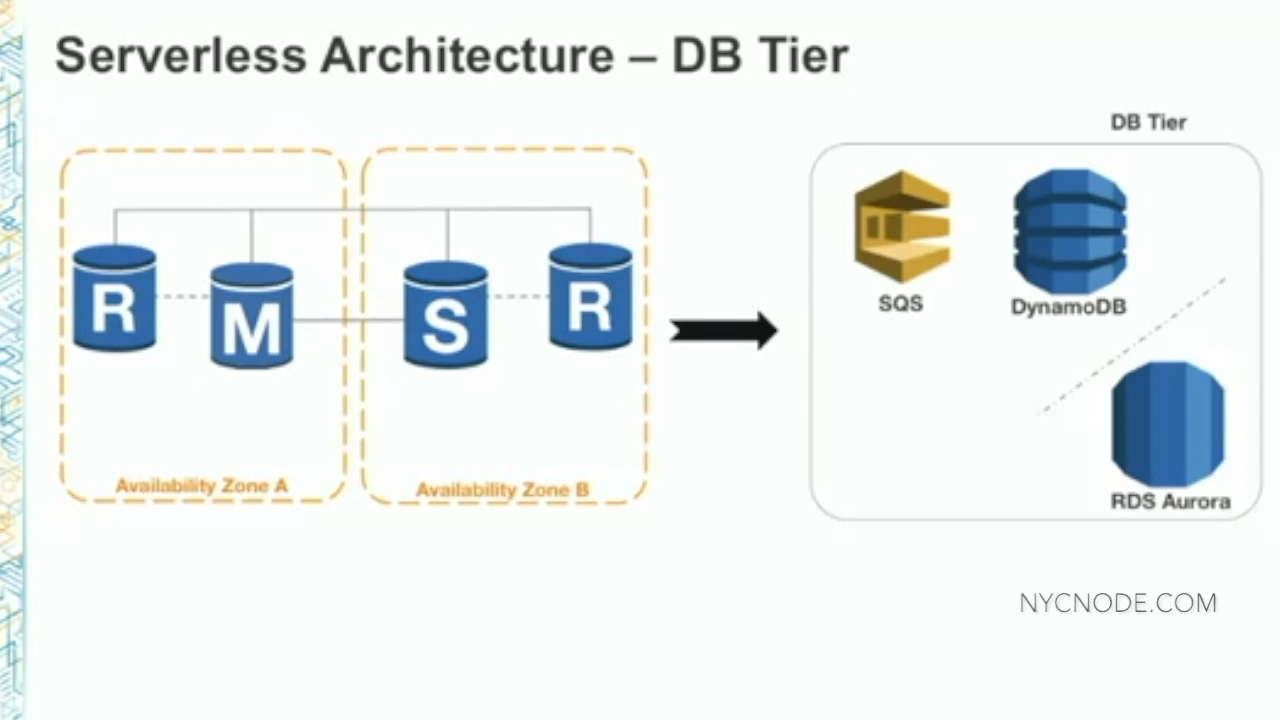 Serverless Architecture – DB Tier
DB Tier
R
M
S
R
SQS
DynamoDB
RDS Aurora
Availability Zone A
Availability Zone B
NYCNODE.COM